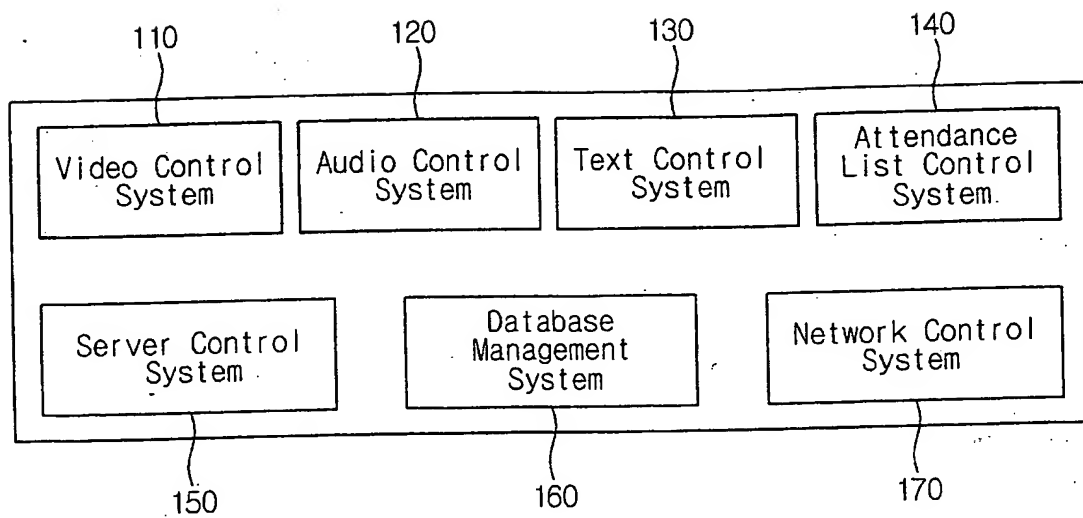 110
120
130
140
Video Control
System
Audio Control
System
Text Control
System
Attendance
List Control
System
Server Control
System
Database
Management
System
Network Control
System
150
160
170